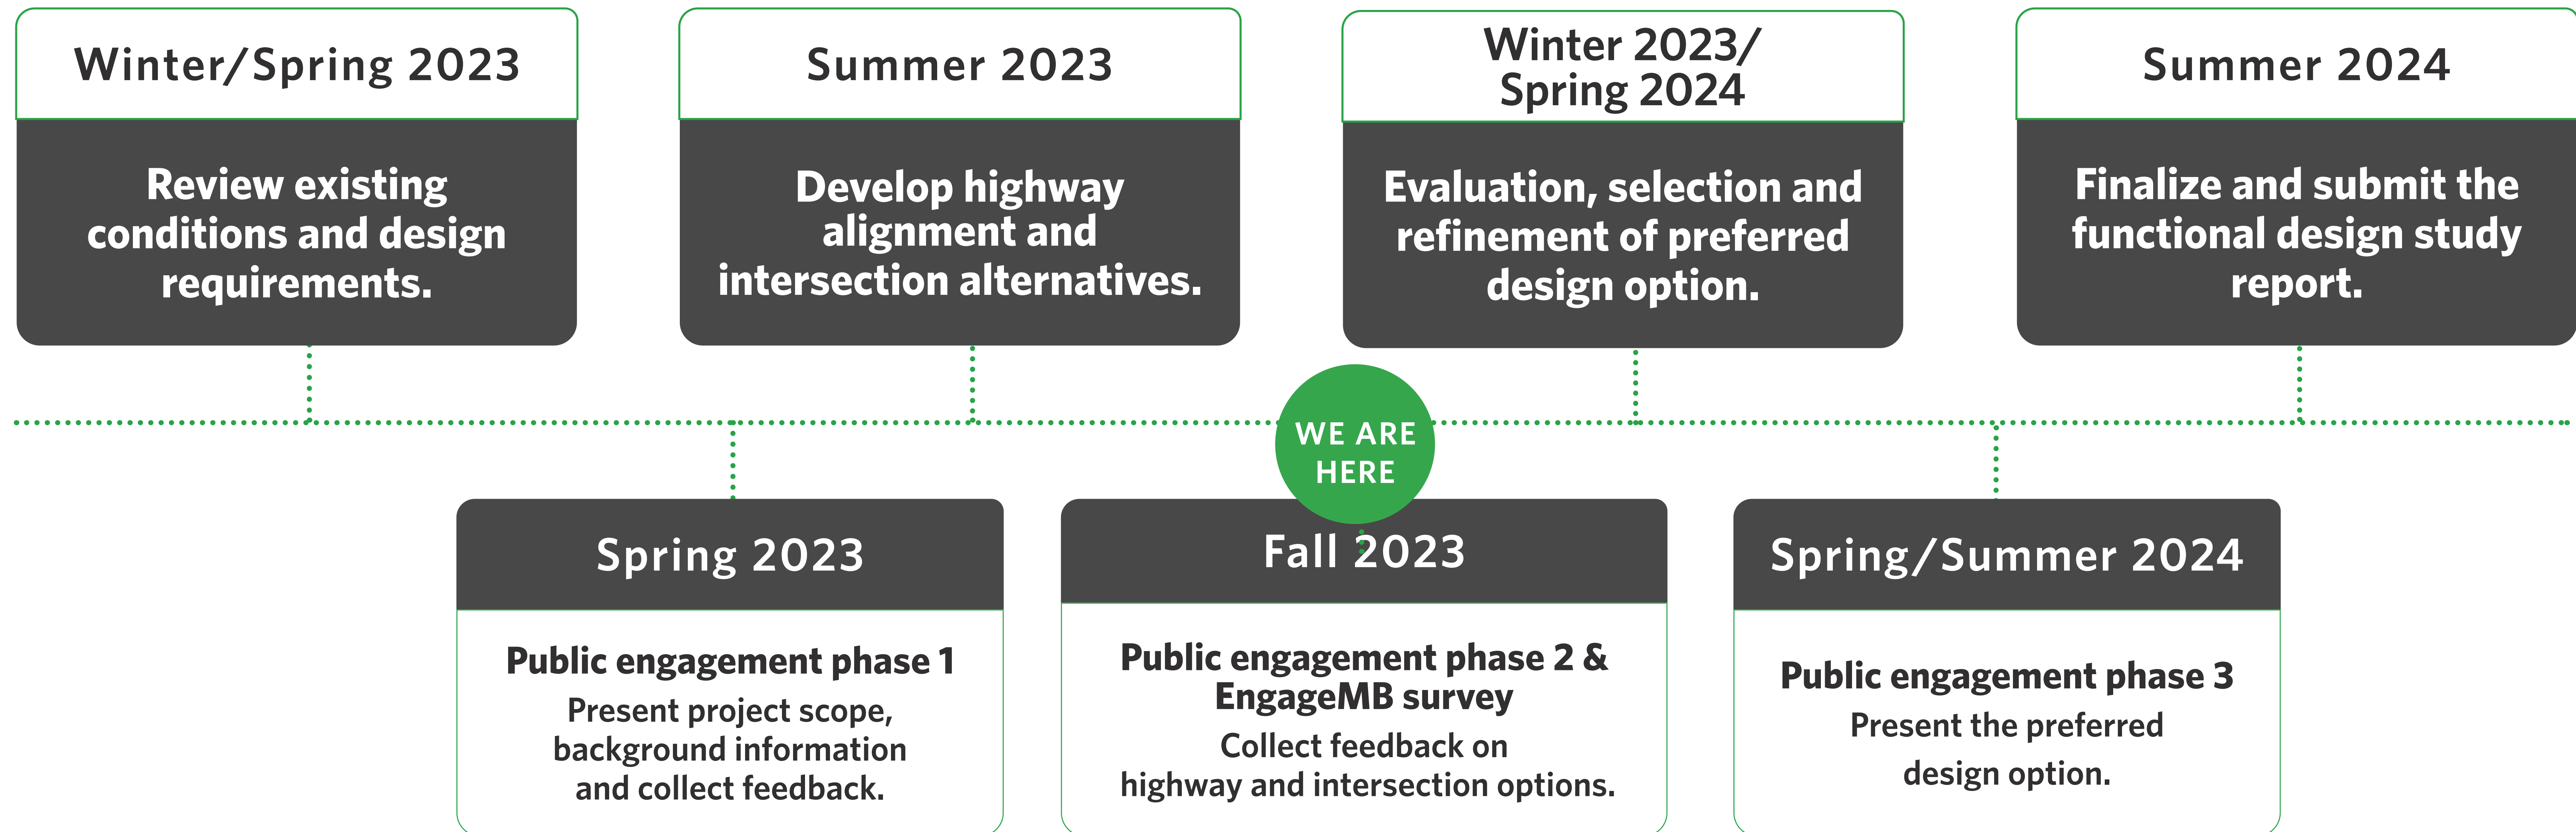 Winter/Spring 2023
Review existing
conditions and design
requirements.
Summer 2023
Develop highway
alignment and
intersection alternatives.
Winter 2023/
Spring 2024
Evaluation, selection and
refinement of preferred
design option.
Summer 2024
Finalize and submit the
functional design study
report.
WE ARE
HERE
Spring 2023
Public engagement phase 1
Present project scope,
background information
and collect feedback.
Fall 2023
Public engagement phase 2 &
EngageMB survey
Collect feedback on
highway and intersection options.
Spring/Summer 2024
Public engagement phase 3
Present the preferred
design option.